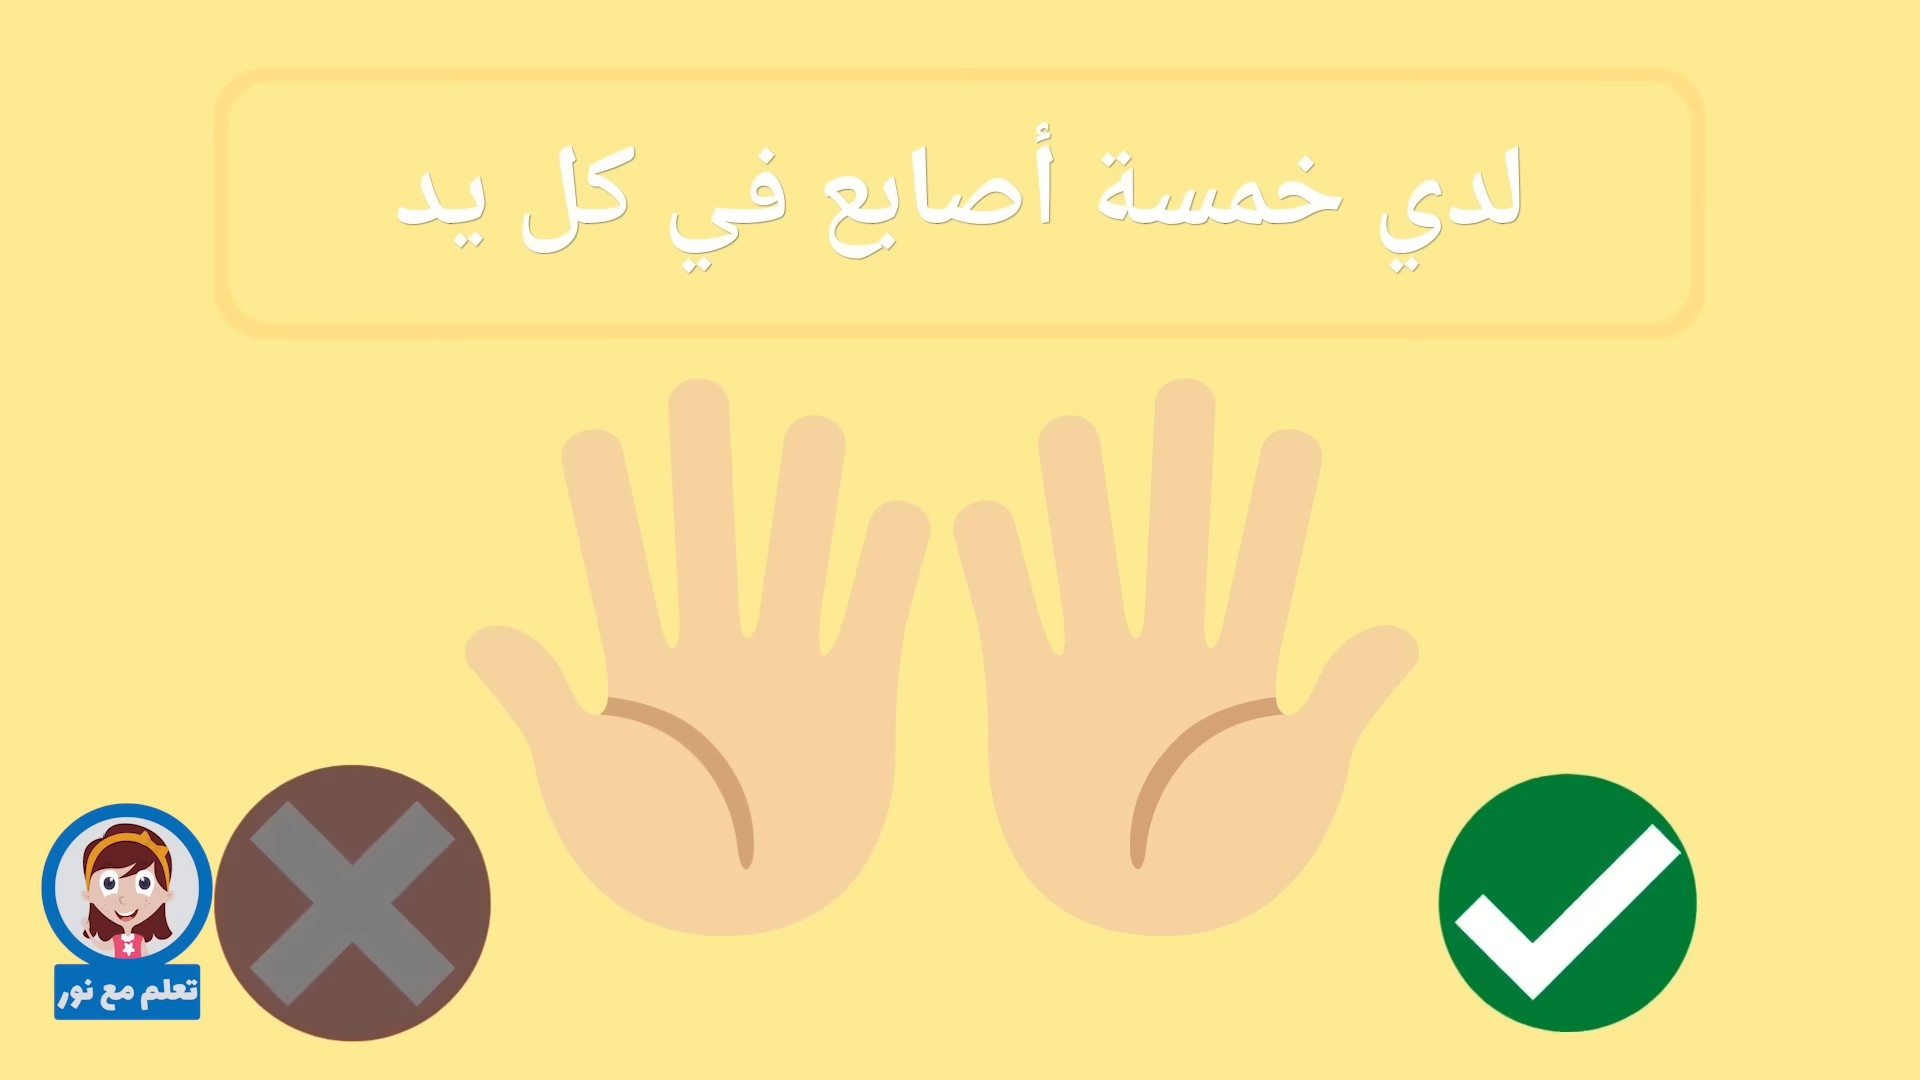 لدي خمسة أصابع في كل يد
تعلم مع نور